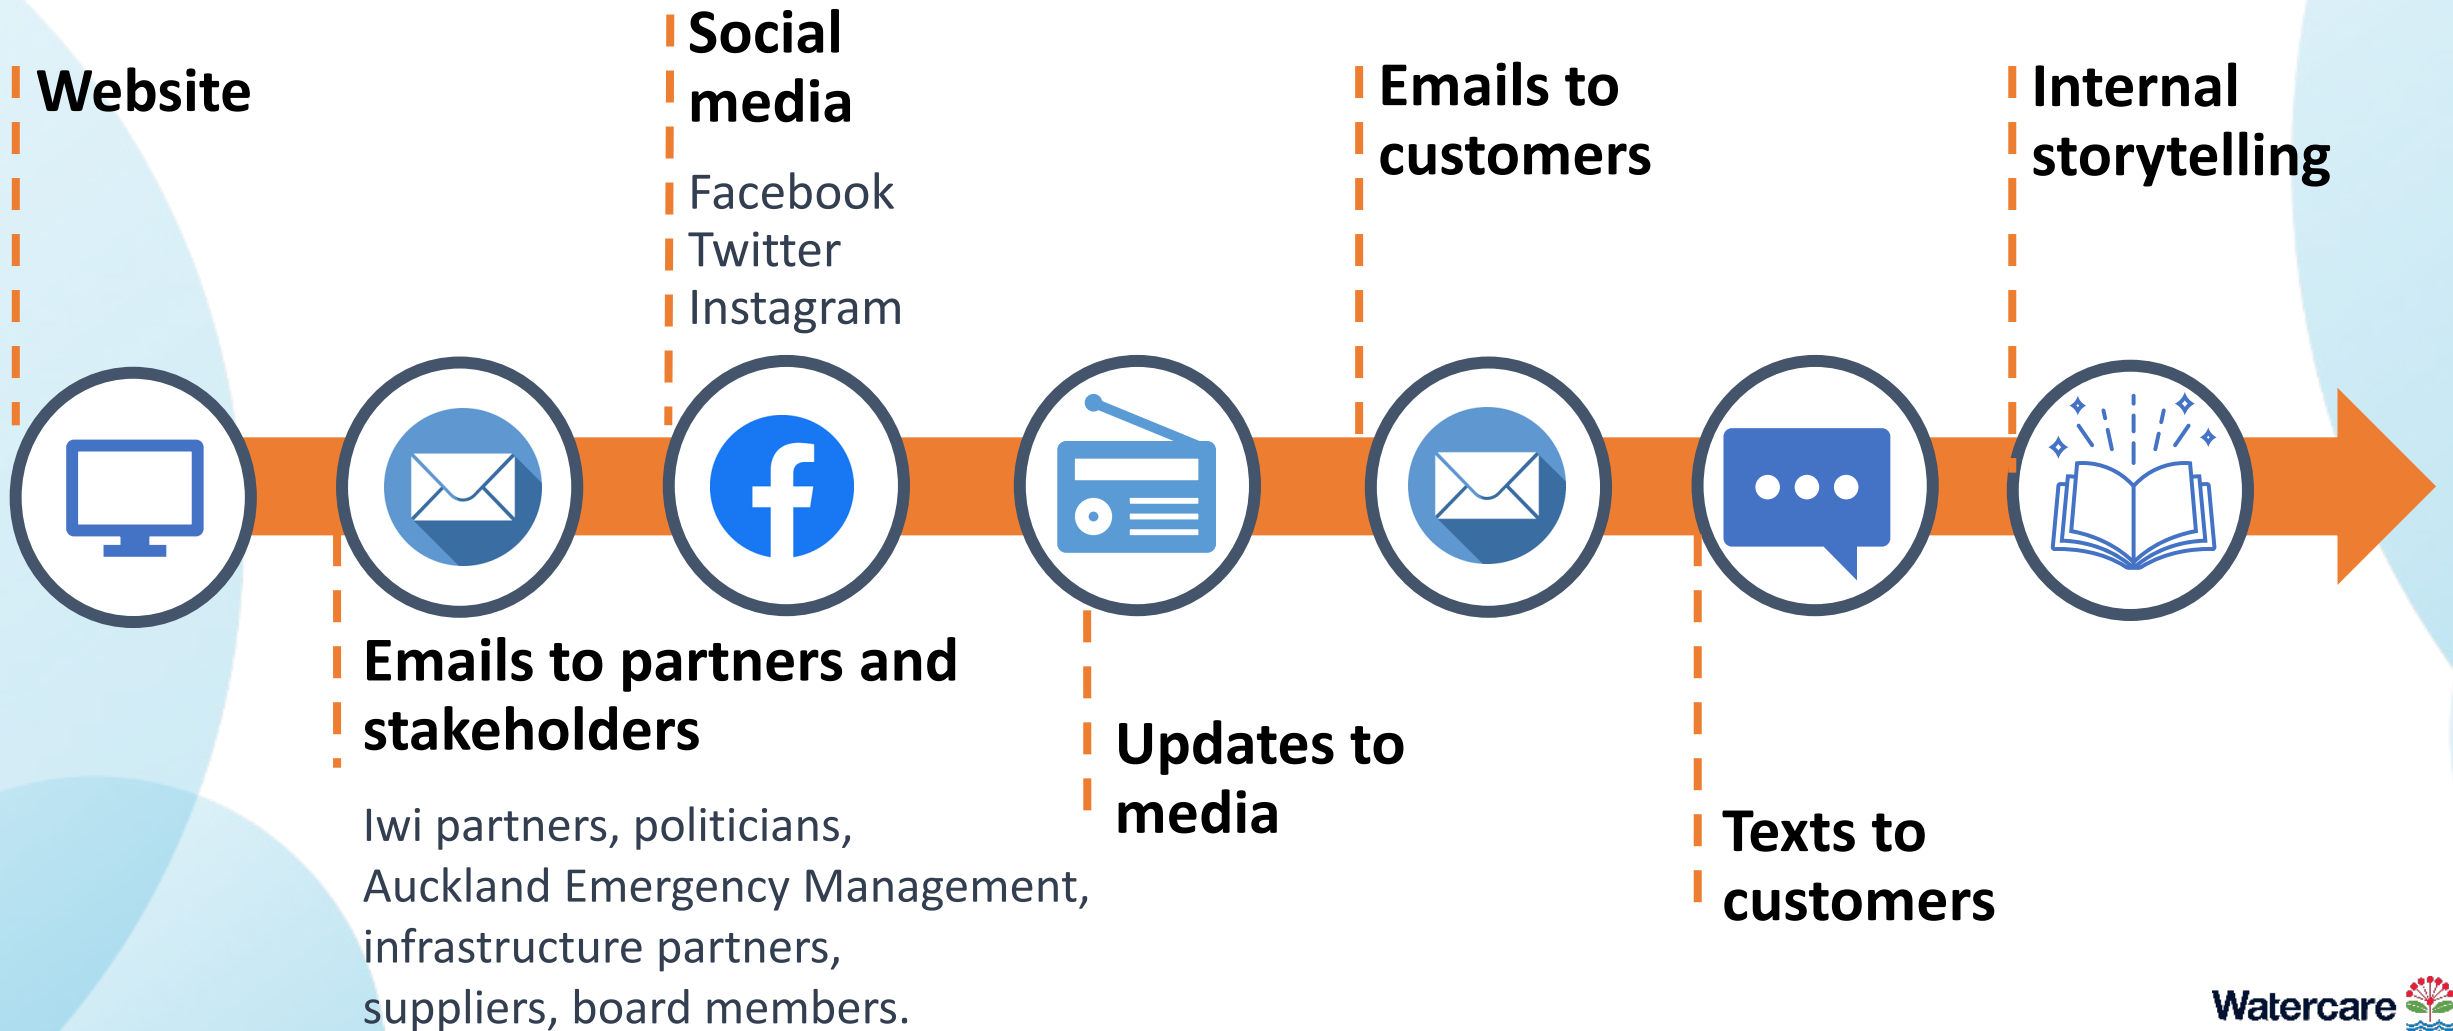 Website
Emails to partners and
stakeholders
Iwi partners, politicians,
Auckland Emergency Management,
infrastructure partners,
suppliers, board members.
Social
media
Facebook
Twitter
Instagram
Updates to
media
Emails to
customers
Texts to
customers
Internal
storytelling
Watercare